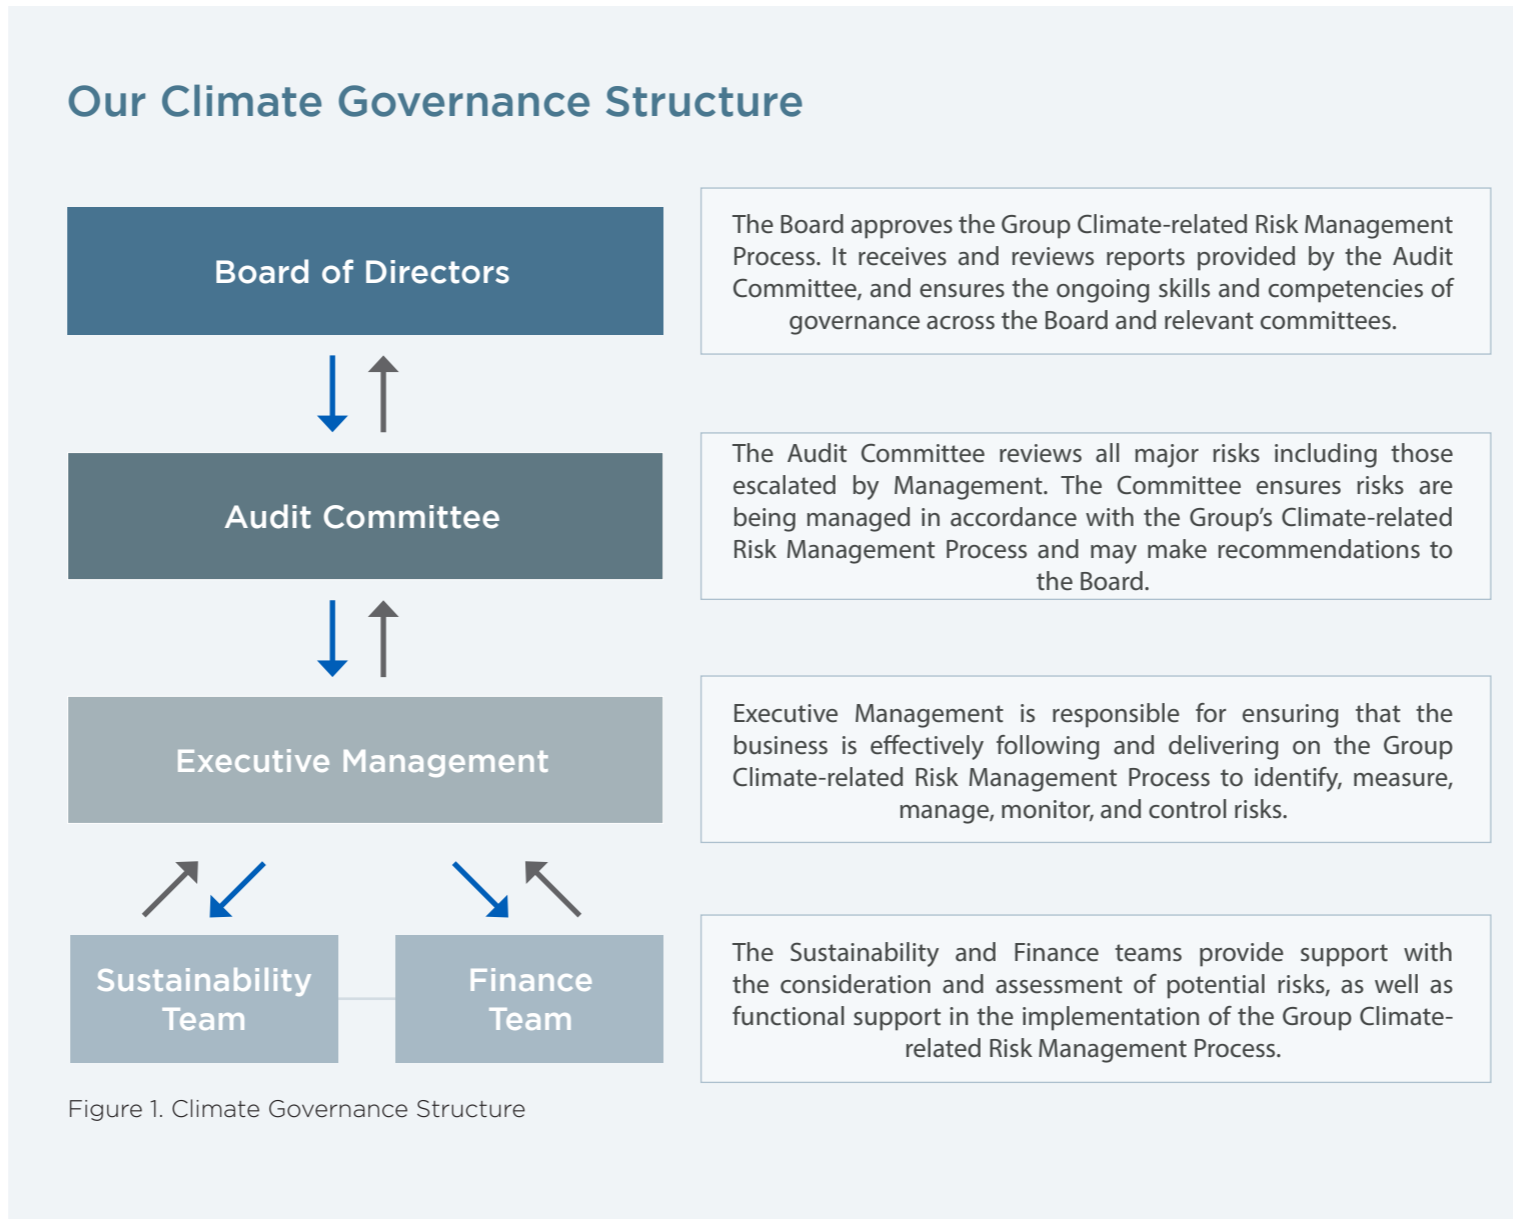 Our Climate Governance Structure
Board of Directors
The Board approves the Group Climate-related Risk Management
Process. It receives and reviews reports provided by the Audit
Committee, and ensures the ongoing skills and competencies of
governance across the Board and relevant committees.
Audit Committee
The Audit Committee reviews all major risks including those
escalated by Management. The Committee ensures risks are
being managed in accordance with the Group’s Climate-related
Risk Management Process and may make recommendations to
the Board.
Executive Management
Executive Management is responsible for ensuring that the
business is effectively following and delivering on the Group
Climate-related Risk Management Process to identify, measure,
manage, monitor, and control risks.
Sustainability
Team
Finance
Team
The Sustainability and Finance teams provide support with
the consideration and assessment of potential risks, as well as
functional support in the implementation of the Group Climate-
related Risk Management Process.
Figure 1. Climate Governance Structure